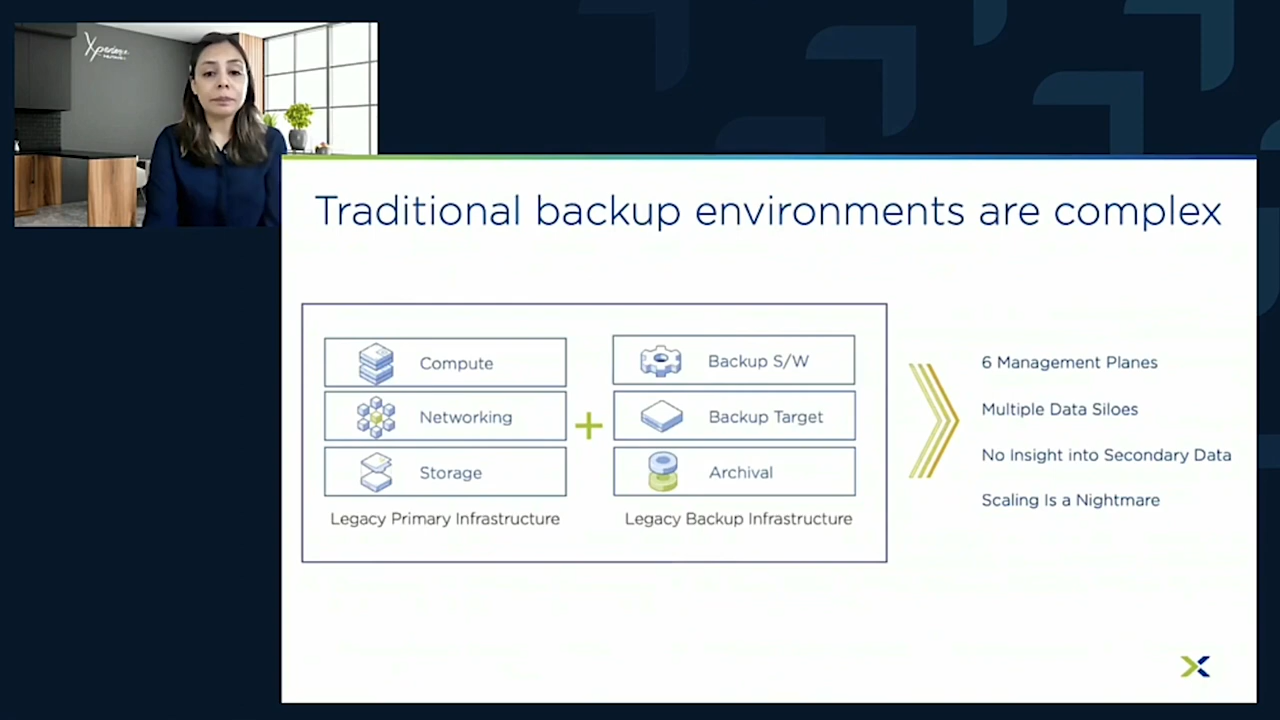 Xperience
Traditional backup environments are complex
Compute
Networking
Storage
Legacy Primary Infrastructure
+
Backup S/W
Backup Target
Archival
Legacy Backup Infrastructure
6 Management Planes
Multiple Data Siloes
No Insight into Secondary Data
Scaling Is a Nightmare